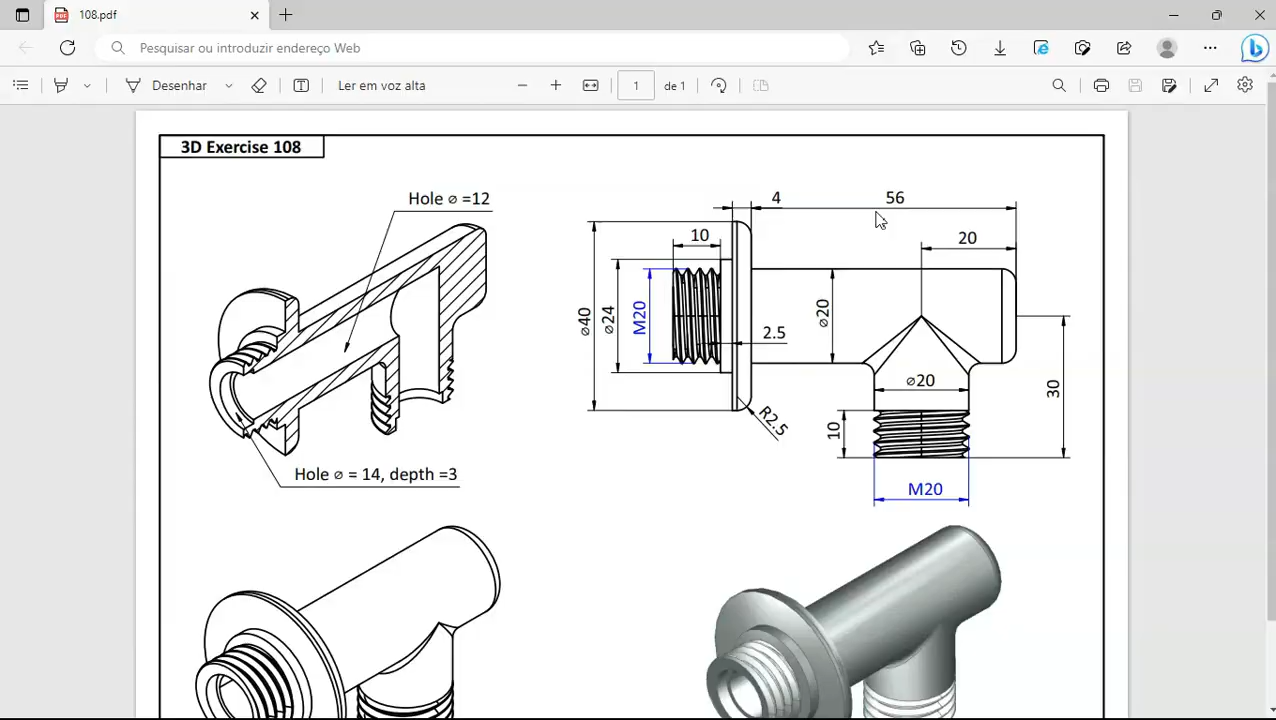 108.pdf
Pesquisar ou introduzir endereço Web
Desenhar
Ler em voz alta
1
de 1
3D Exercise 108
Hole ⌀ =12
Hole ⌀ = 14, depth =3
4
56
20
10
⌀40
⌀24
M20
2.5
⌀20
R2.5
⌀20
10
30
M20